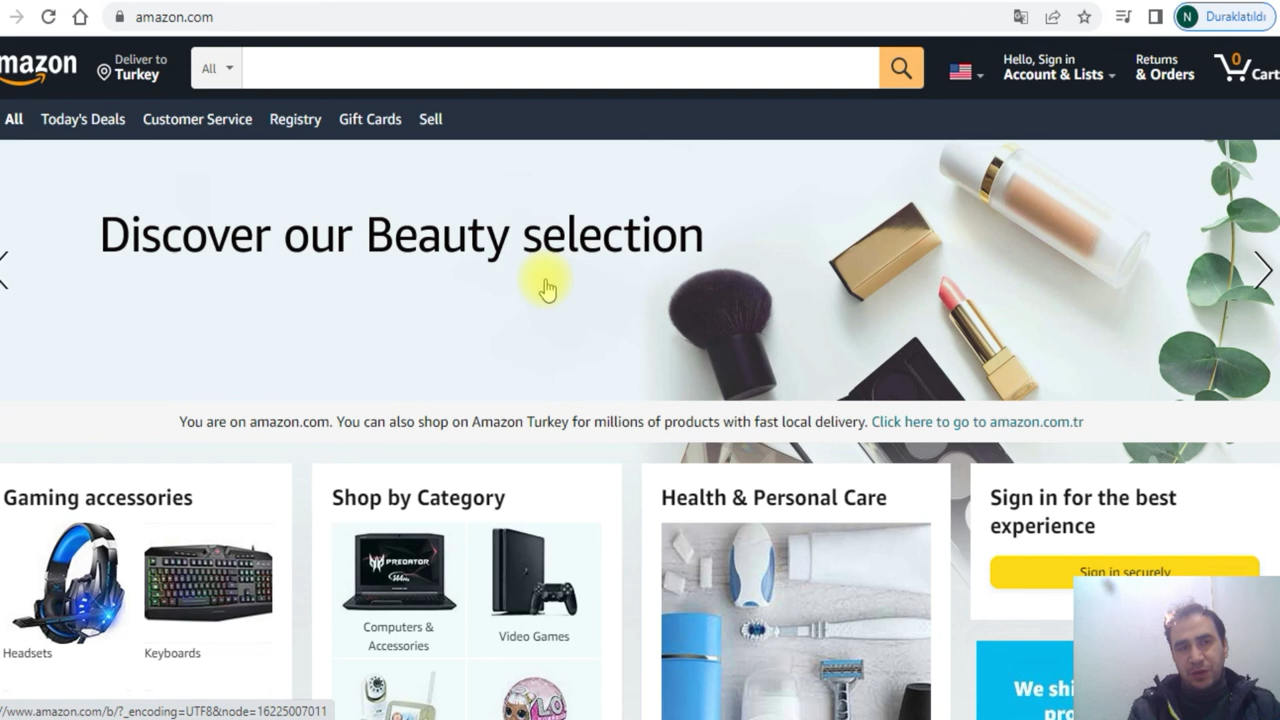 amazon.com
N Duraklatıldı
mazon
Deliver to
Turkey
All
Hello, Sign in
Account & Lists
Returns
& Orders
0
Cart
All Today's Deals Customer Service Registry Gift Cards Sell
Discover our Beauty selection
You are on amazon.com. You can also shop on Amazon Turkey for millions of products with fast local delivery. Click here to go to amazon.com.tr
Gaming accessories
Headsets
Keyboards
Shop by Category
PREDATOR
Computers &
Accessories
Video Games
Health & Personal Care
Sign in for the best
experience
Sign in securely
We shi
/www.amazon.com/b/?_encoding=UTF8&node=16225007011